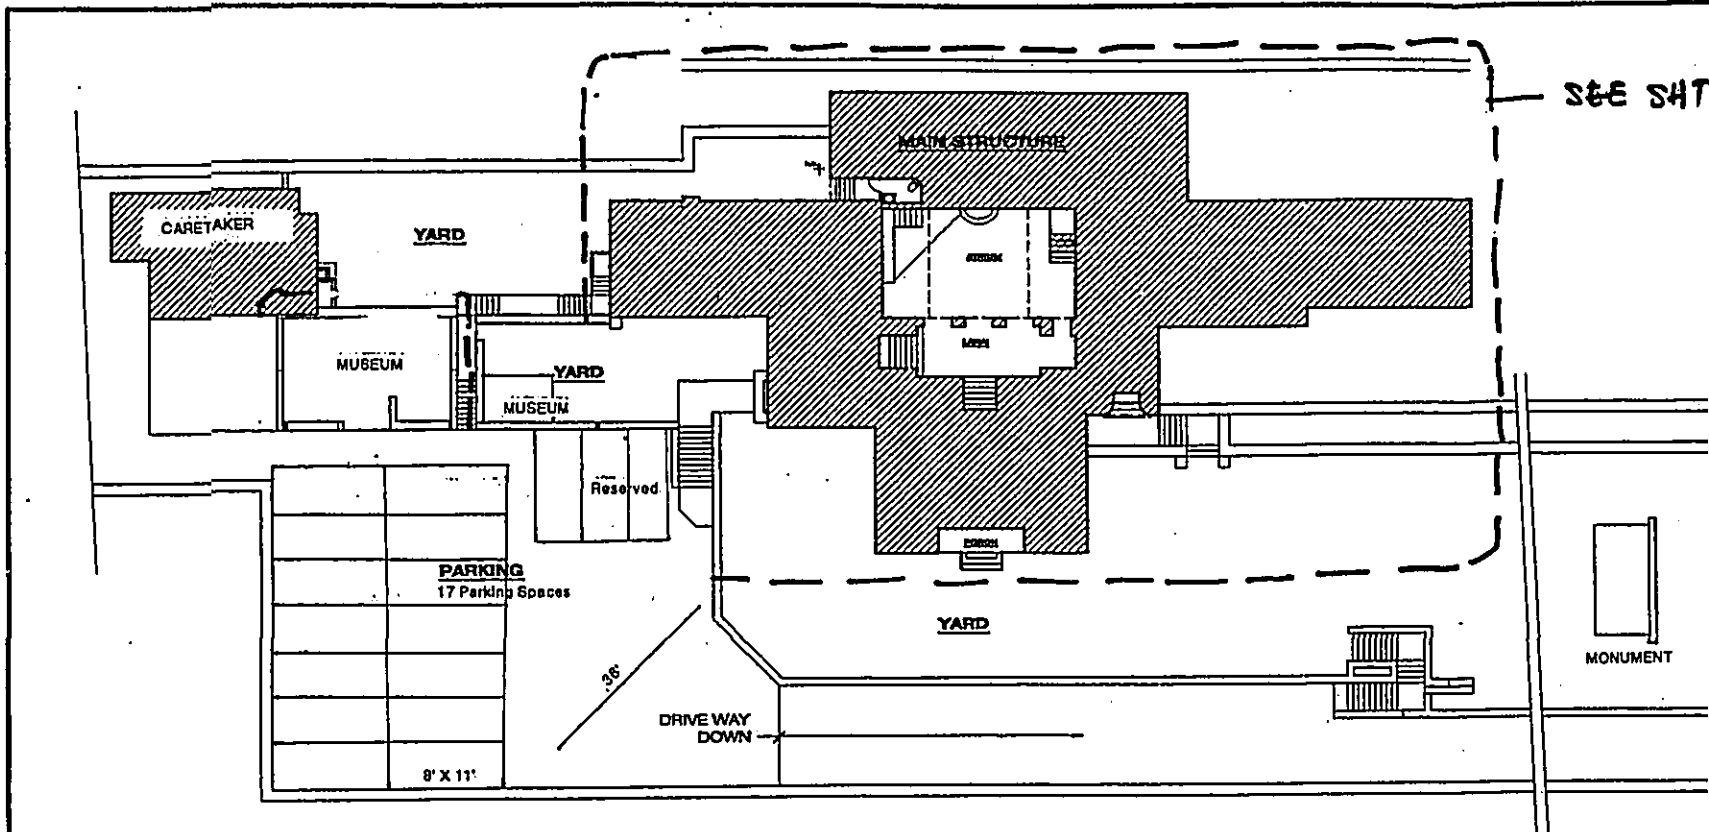 SEE SHT
MAIN STRUCTURE
CARETAKER
YARD
MUSEUM
YARD
MUSEUM
Reserved
PORCH
PARKING
17 Parking Spaces
YARD
MONUMENT
36'
DRIVE WAY
DOWN
8' X 11'